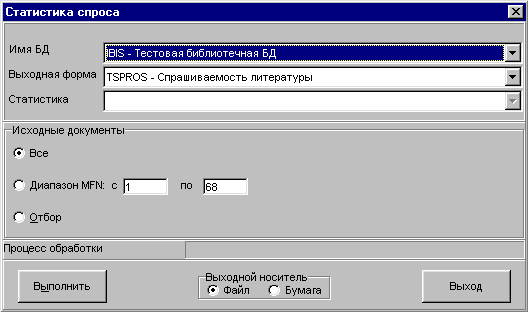 Статистика спроса
Имя БД
IBIS - Тестовая библиотечная БД
Выходная форма
TSPROS - Спрашиваемость литературы
Статистика
Исходные документы
Все
Диапазон MFN: с 1 по 68
Отбор
Процесс обработки
Выполнить
Выходной носитель
Файл Бумага
Выход